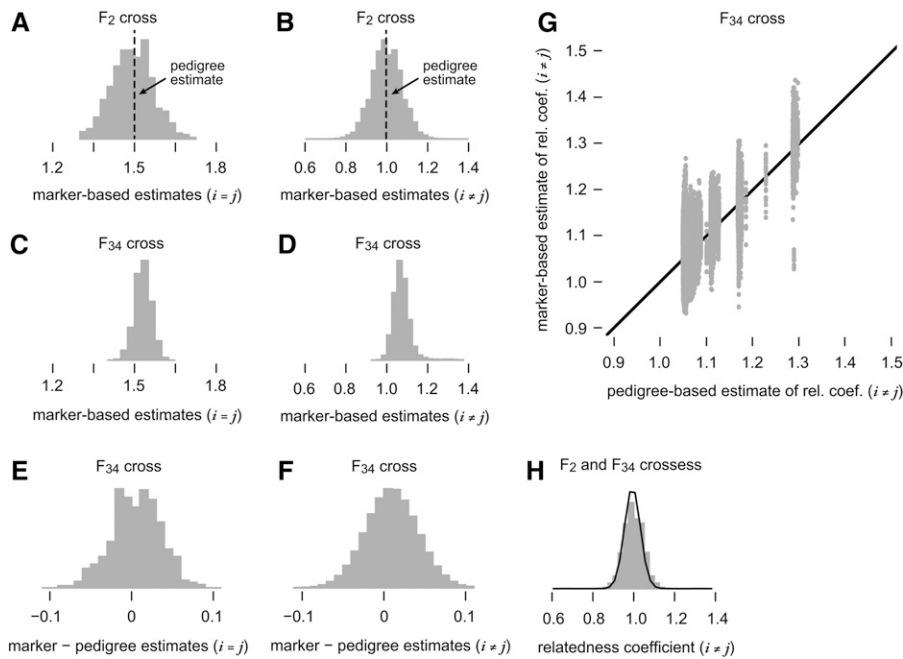 A
F2 cross
pedigree
estimate
1.2 1.5 1.8
marker-based estimates (i = j)
B
F2 cross
pedigree
estimate
0.6 0.8 1.0 1.2 1.4
marker-based estimates (i ≠ j)
C
F34 cross
1.2 1.5 1.8
marker-based estimates (i = j)
D
F34 cross
0.6 0.8 1.0 1.2 1.4
marker-based estimates (i ≠ j)
E
F34 cross
−0.1 0 0.1
marker − pedigree estimates (i = j)
F
F34 cross
−0.1 0 0.1
marker − pedigree estimates (i ≠ j)
G
F34 cross
marker-based estimate of rel. coef. (i ≠ j)
1.5
1.4
1.3
1.2
1.1
1.0
0.9
0.9 1.0 1.1 1.2 1.3 1.4 1.5
pedigree-based estimate of rel. coef. (i ≠ j)
H
F2 and F34 crossess
0.6 0.8 1.0 1.2 1.4
relatedness coefficient (i ≠ j)